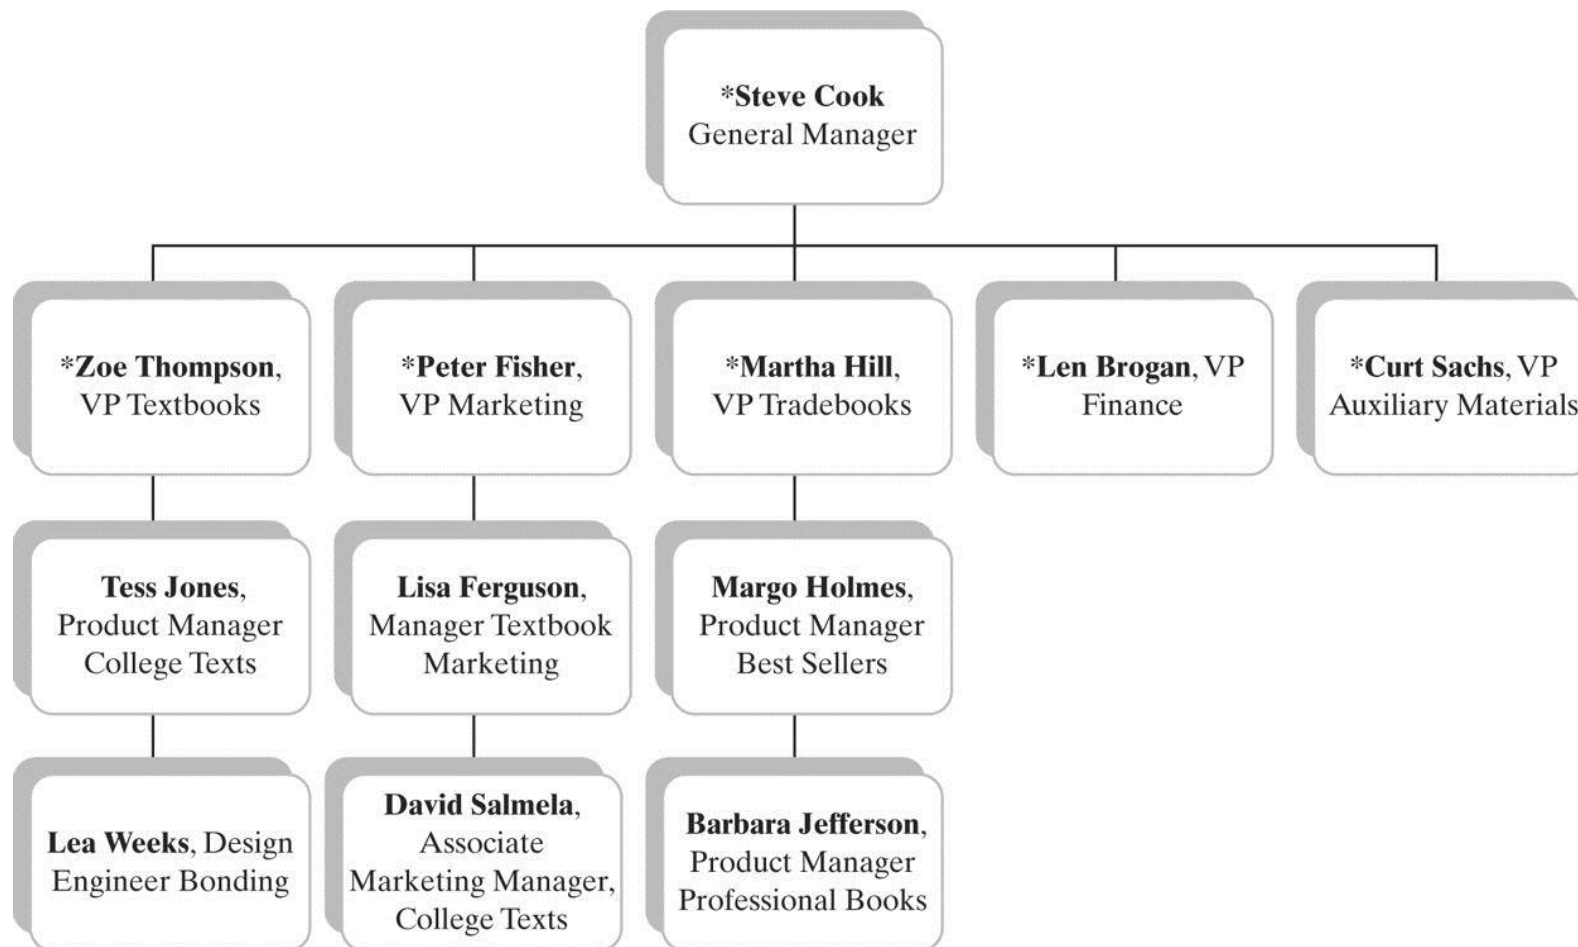 *Steve Cook
General Manager
*Zoe Thompson,
VP Textbooks
*Peter Fisher,
VP Marketing
*Martha Hill,
VP Tradebooks
*Len Brogan, VP
Finance
*Curt Sachs, VP
Auxiliary Materials
Tess Jones,
Product Manager
College Texts
Lisa Ferguson,
Manager Textbook
Marketing
Margo Holmes,
Product Manager
Best Sellers
Lea Weeks, Design
Engineer Bonding
David Salmela,
Associate
Marketing Manager,
College Texts
Barbara Jefferson,
Product Manager
Professional Books